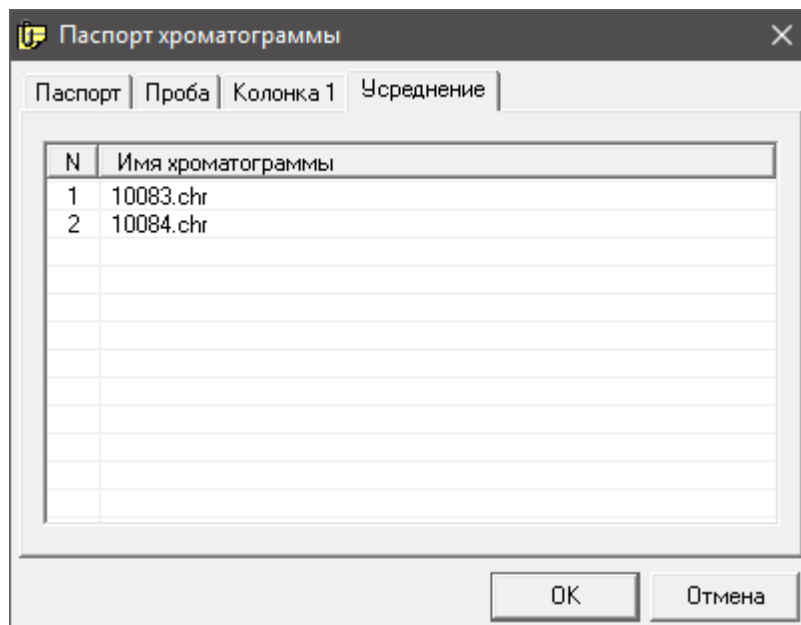 Паспорт хроматограммы
Паспорт Проба Колонка 1 Усреднение
N Имя хроматограммы
1 10083.chr
2 10084.chr
OK Отмена